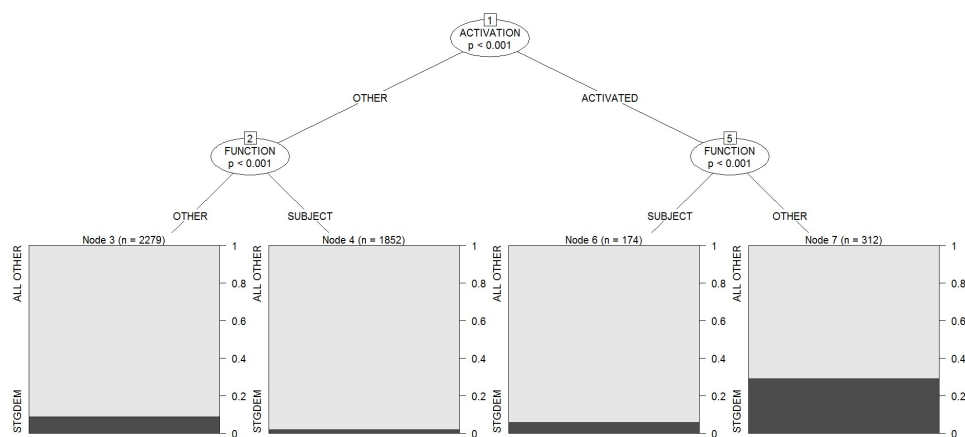 1
ACTIVATION
p < 0.001
OTHER
ACTIVATED
2
FUNCTION
p < 0.001
5
FUNCTION
p < 0.001
OTHER
SUBJECT
SUBJECT
OTHER
Node 3 (n = 2279)
ALL OTHER
STGDEM
1
0.8
0.6
0.4
0.2
0
Node 4 (n = 1852)
ALL OTHER
STGDEM
1
0.8
0.6
0.4
0.2
0
Node 6 (n = 174)
ALL OTHER
STGDEM
1
0.8
0.6
0.4
0.2
0
Node 7 (n = 312)
ALL OTHER
STGDEM
1
0.8
0.6
0.4
0.2
0